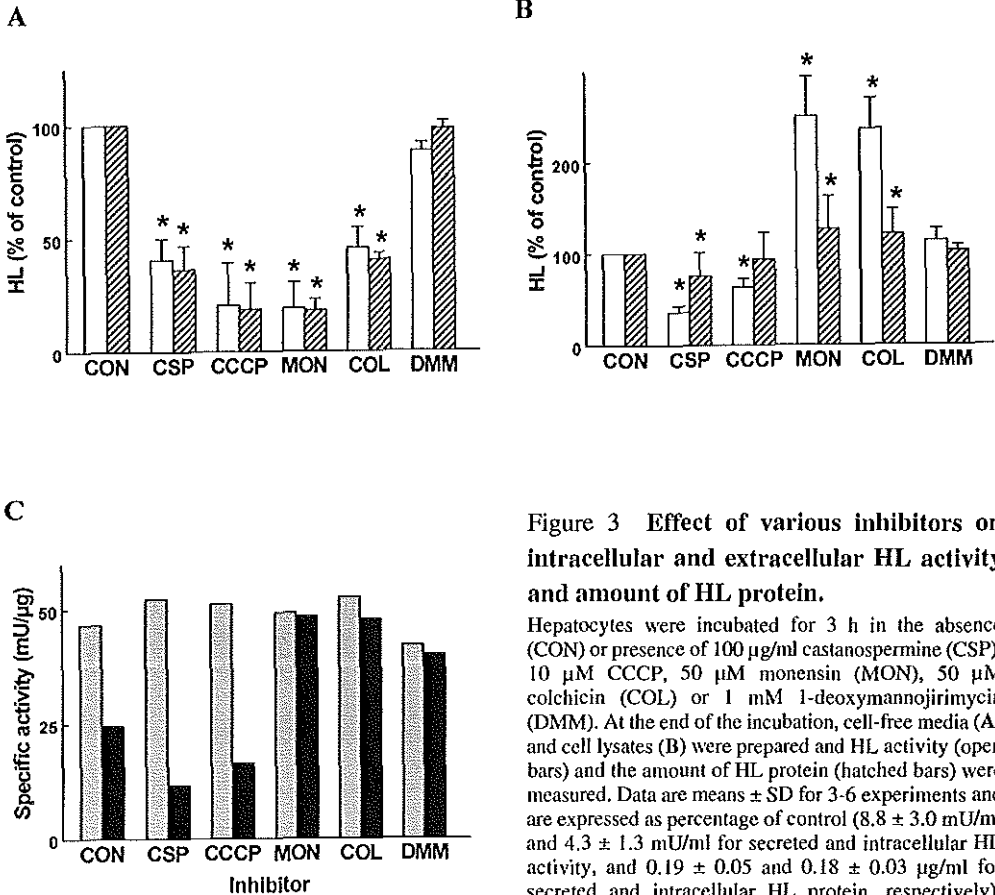 A
HL (% of control)
100
50
0
* * * * * * * *
CON CSP CCCP MON COL DMM
B
HL (% of control)
200
100
0
* * * * * * *
CON CSP CCCP MON COL DMM
C
Specific activity (mU/µg)
50
25
0
CON CSP CCCP MON COL DMM
Inhibitor
Figure 3 Effect of various inhibitors on
intracellular and extracellular HL activity
and amount of HL protein.
Hepatocytes were incubated for 3 h in the absence
(CON) or presence of 100 µg/ml castanospermine (CSP),
10 µM CCCP, 50 µM monensin (MON), 50 µM
colchicin (COL) or 1 mM 1-deoxymannojirimycin
(DMM). At the end of the incubation, cell-free media (A)
and cell lysates (B) were prepared and HL activity (open
bars) and the amount of HL protein (hatched bars) were
measured. Data are means ± SD for 3-6 experiments and
are expressed as percentage of control (8.8 ± 3.0 mU/ml
and 4.3 ± 1.3 mU/ml for secreted and intracellular HL
activity, and 0.19 ± 0.05 and 0.18 ± 0.03 µg/ml for
secreted and intracellular HL protein, respectively)